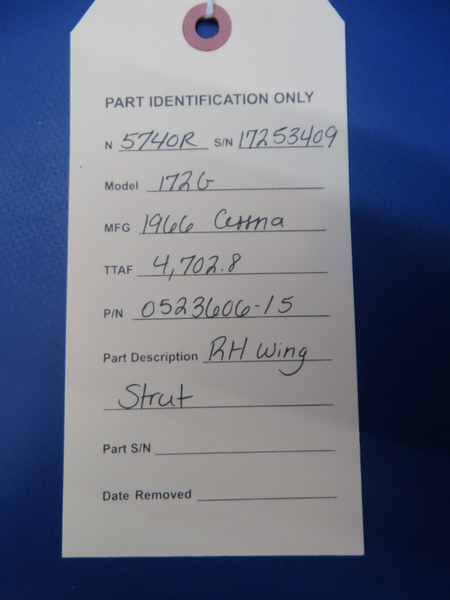 PART IDENTIFICATION ONLY
N 5740R S/N 17253409
Model 172G
MFG 1966 Cessna
TTAF 4,702.8
P/N 0523606-15
Part Description RH Wing
Strut
Part S/N
Date Removed